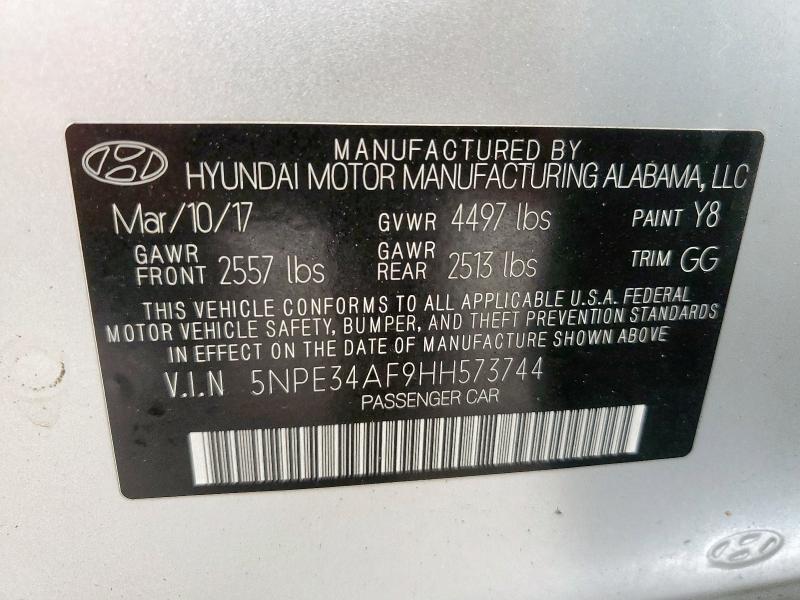 MANUFACTURED BY
HYUNDAI MOTOR MANUFACTURING ALABAMA, LLC
Mar/10/17 GVWR 4497 lbs PAINT Y8
GAWR FRONT 2557 lbs GAWR REAR 2513 lbs TRIM GG
THIS VEHICLE CONFORMS TO ALL APPLICABLE U.S.A. FEDERAL
MOTOR VEHICLE SAFETY, BUMPER, AND THEFT PREVENTION STANDARDS
IN EFFECT ON THE DATE OF MANUFACTURE SHOWN ABOVE
V.I.N 5NPE34AF9HH573744
PASSENGER CAR